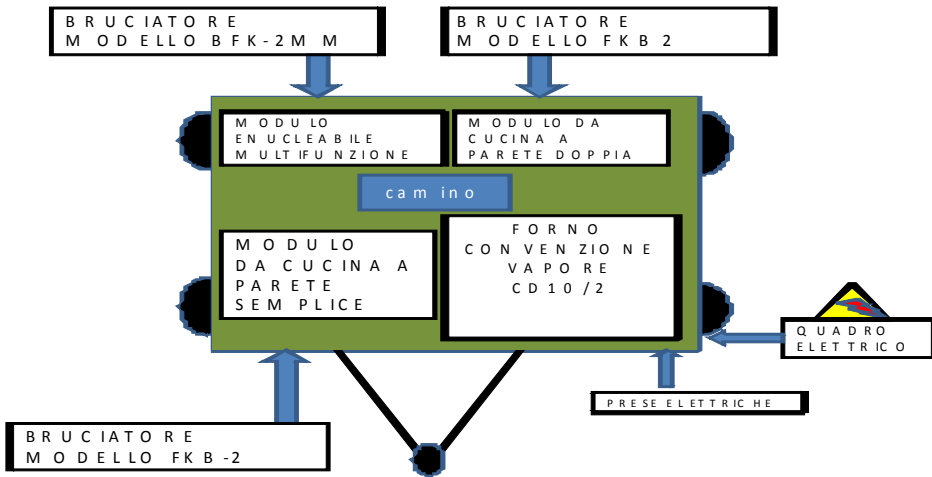 BRUCIATORE
MODELLO BFK-2MM
BRUCIATORE
MODELLO FKB 2
MODULO
ENUCLEABILE
MULTIFUNZIONE
MODULO DA
CUCINA A
PARETE DOPPIA
camino
MODULO
DA CUCINA A
PARETE
SEMPLICE
FORNO
CONVENZIONE
VAPORE
CD10/2
QUADRO
ELETTRICO
PRESE ELETTRICHE
BRUCIATORE
MODELLO FKB-2